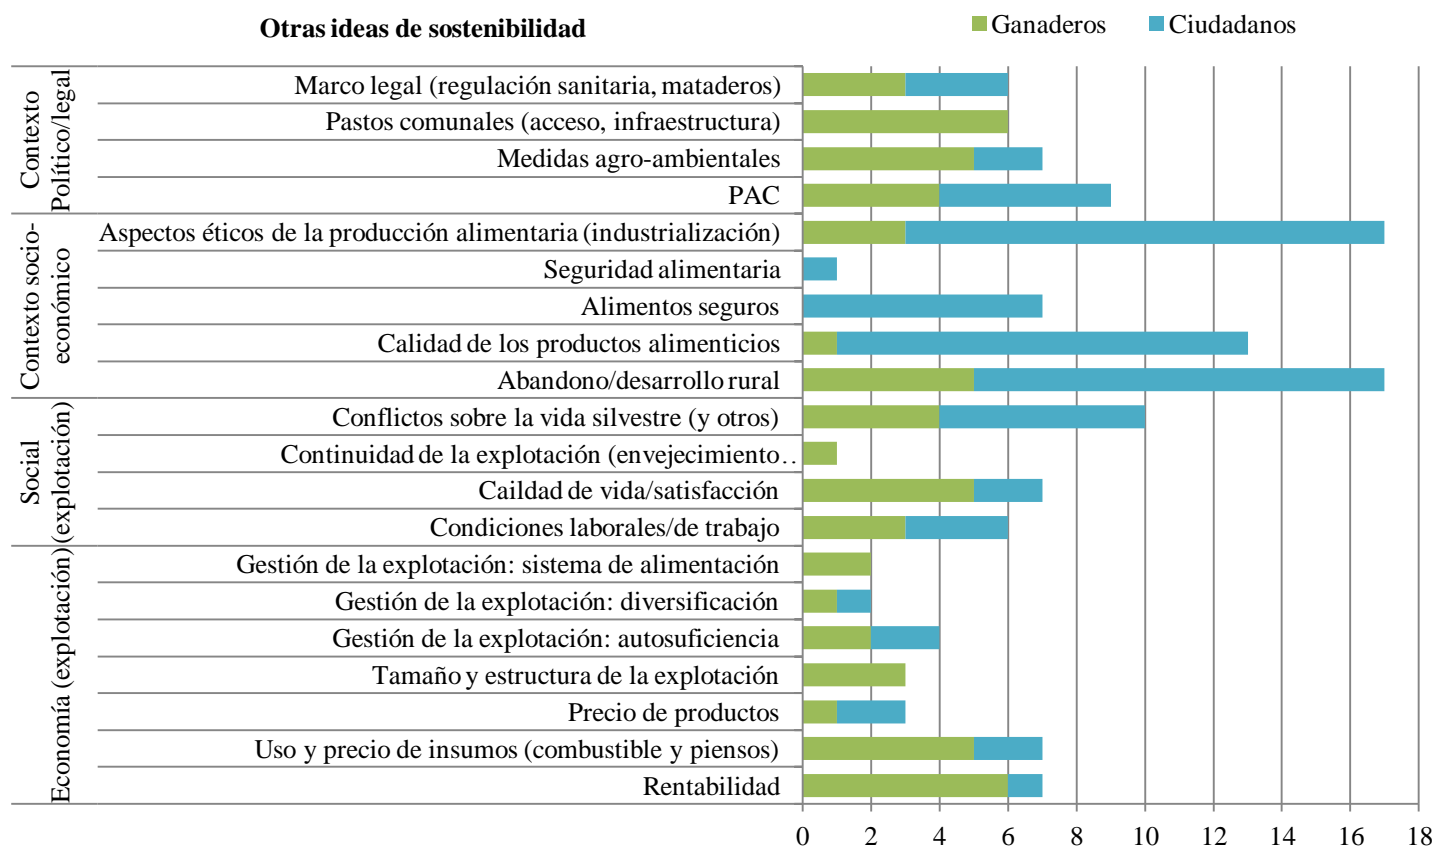 Otras ideas de sostenibilidad
Ganaderos
Ciudadanos
Contexto
Político/legal
Marco legal (regulación sanitaria, mataderos)
Pastos comunales (acceso, infraestructura)
Medidas agro-ambientales
PAC
Contexto socio-
económico
Aspectos éticos de la producción alimentaria (industrialización)
Seguridad alimentaria
Alimentos seguros
Calidad de los productos alimenticios
Abandono/desarrollo rural
Social
(explotación)
Conflictos sobre la vida silvestre (y otros)
Continuidad de la explotación (envejecimiento..
Caildad de vida/satisfacción
Condiciones laborales/de trabajo
Economía (explotación)
Gestión de la explotación: sistema de alimentación
Gestión de la explotación: diversificación
Gestión de la explotación: autosuficiencia
Tamaño y estructura de la explotación
Precio de productos
Uso y precio de insumos (combustible y piensos)
Rentabilidad
0 2 4 6 8 10 12 14 16 18